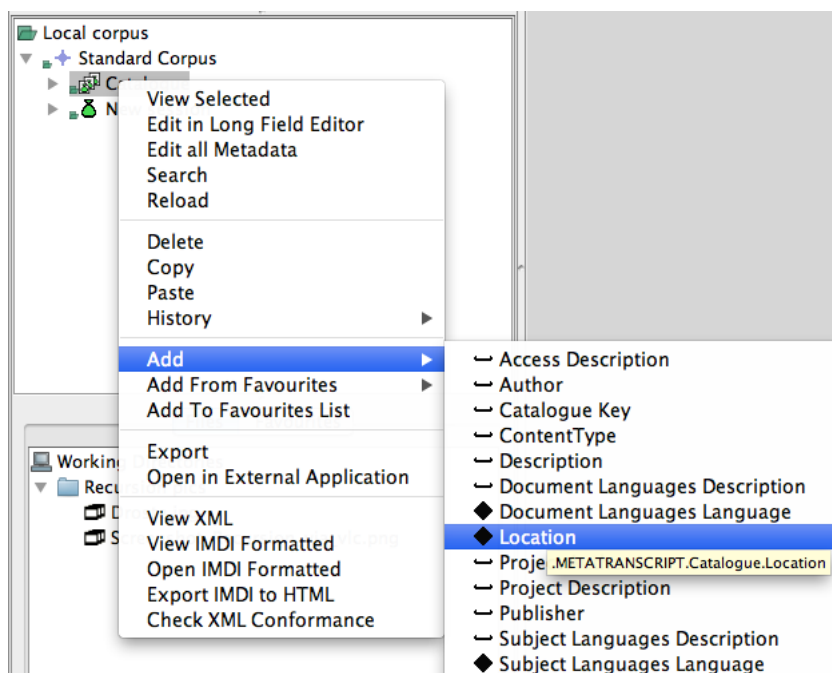 Local corpus
Standard Corpus
View Selected
Edit in Long Field Editor
Edit all Metadata
Search
Reload
Delete
Copy
Paste
History
Add
Add From Favourites
Add To Favourites List
Export
Open in External Application
View XML
View IMDI Formatted
Open IMDI Formatted
Export IMDI to HTML
Check XML Conformance
Access Description
Author
Catalogue Key
ContentType
Description
Document Languages Description
Document Languages Language
Location
.METATRANSCRIPT.Catalogue.Location
Project Description
Publisher
Subject Languages Description
Subject Languages Language
Working